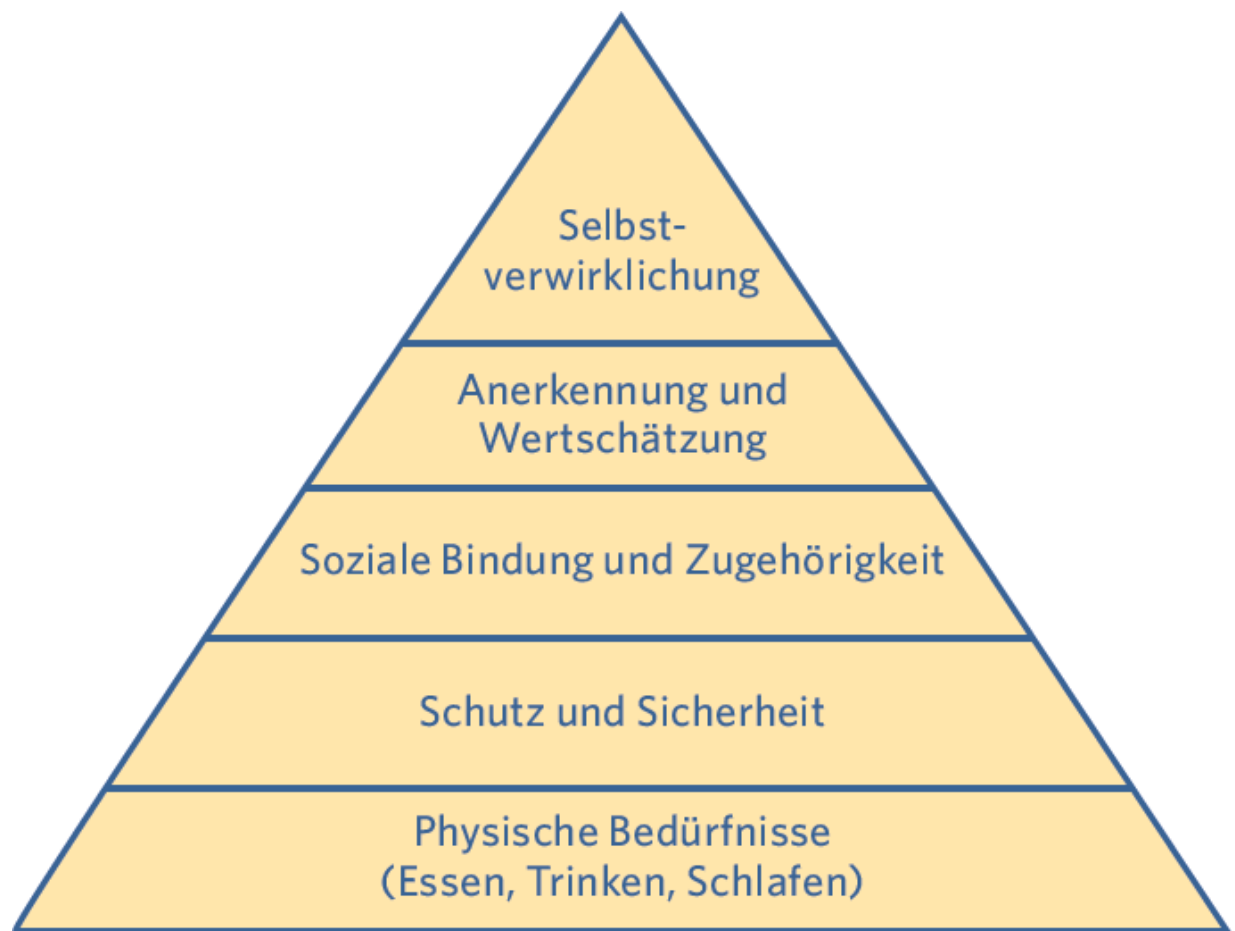 Selbst-
verwirklichung
Anerkennung und
Wertschätzung
Soziale Bindung und Zugehörigkeit
Schutz und Sicherheit
Physische Bedürfnisse
(Essen, Trinken, Schlafen)